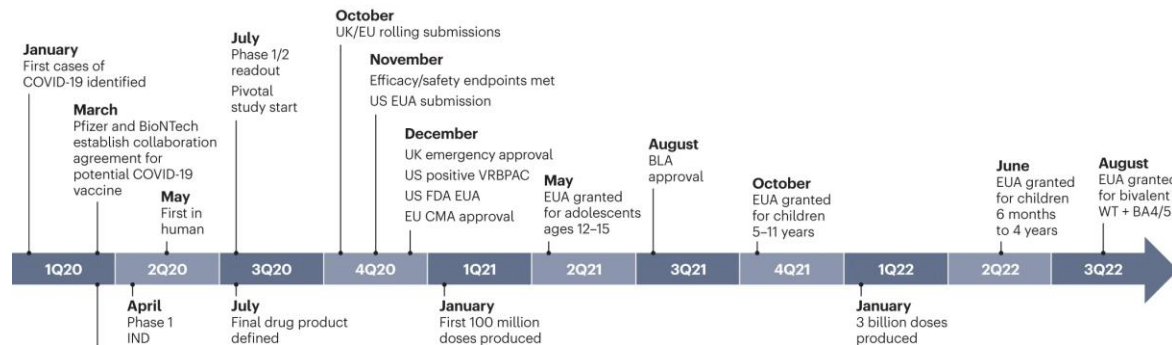 January
First cases of
COVID-19 identified
March
Pfizer and BioNTech
establish collaboration
agreement for
potential COVID-19
vaccine
May
First in
human
July
Phase 1/2
readout
Pivotal
study start
October
UK/EU rolling submissions
November
Efficacy/safety endpoints met
US EUA submission
December
UK emergency approval
US positive VRBPAC
US FDA EUA
EU CMA approval
May
EUA granted
for adolescents
ages 12–15
August
BLA
approval
October
EUA granted
for children
5–11 years
June
EUA granted
for children
6 months
to 4 years
August
EUA granted
for bivalent
WT + BA4/5
1Q20
2Q20
3Q20
4Q20
1Q21
2Q21
3Q21
4Q21
1Q22
2Q22
3Q22
April
Phase 1
IND
July
Final drug product
defined
January
First 100 million
doses produced
January
3 billion doses
produced